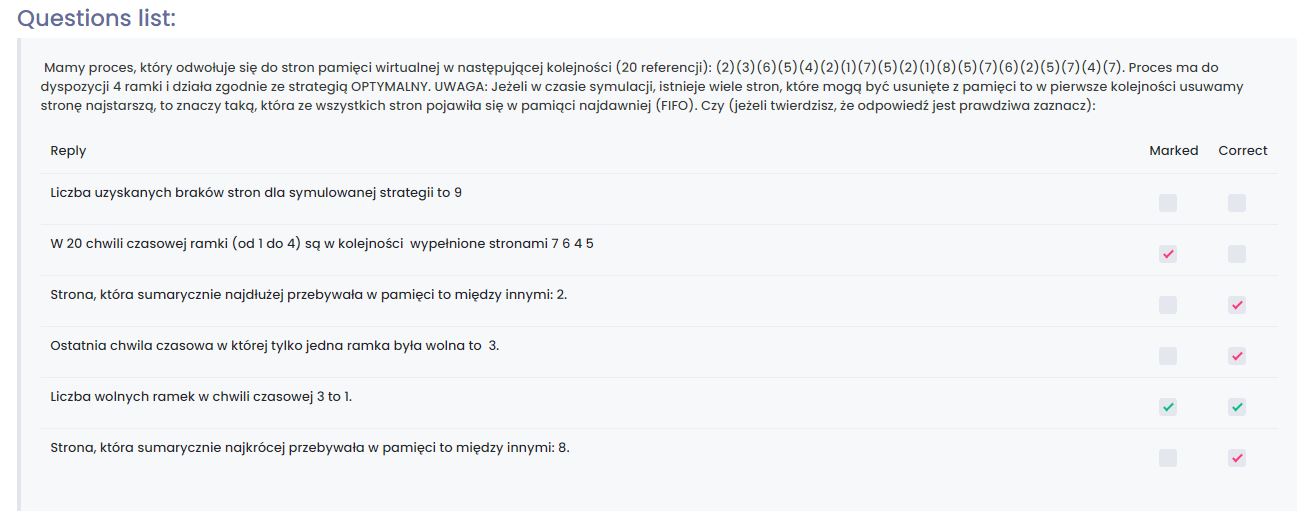 Questions list:
Mamy proces, który odwołuje się do stron pamięci wirtualnej w następującej kolejności (20 referencji): (2)(3)(6)(5)(4)(2)(1)(7)(5)(2)(1)(8)(5)(7)(6)(2)(5)(7)(4)(7). Proces ma do
dyspozycji 4 ramki i działa zgodnie ze strategią OPTYMALNY. UWAGA: Jeżeli w czasie symulacji, istnieje wiele stron, które mogą być usunięte z pamięci to w pierwsze kolejności usuwamy
stronę najstarszą, to znaczy taką, która ze wszystkich stron pojawiła się w pamiąci najdawniej (FIFO). Czy (jeżeli twierdzisz, że odpowiedź jest prawdziwa zaznacz):
Reply Marked Correct
Liczba uzyskanych braków stron dla symulowanej strategii to 9
W 20 chwili czasowej ramki (od 1 do 4) są w kolejności wypełnione stronami 7 6 4 5
Strona, która sumarycznie najdłużej przebywała w pamięci to między innymi: 2.
Ostatnia chwila czasowa w której tylko jedna ramka była wolna to 3.
Liczba wolnych ramek w chwili czasowej 3 to 1.
Strona, która sumarycznie najkrócej przebywała w pamięci to między innymi: 8.